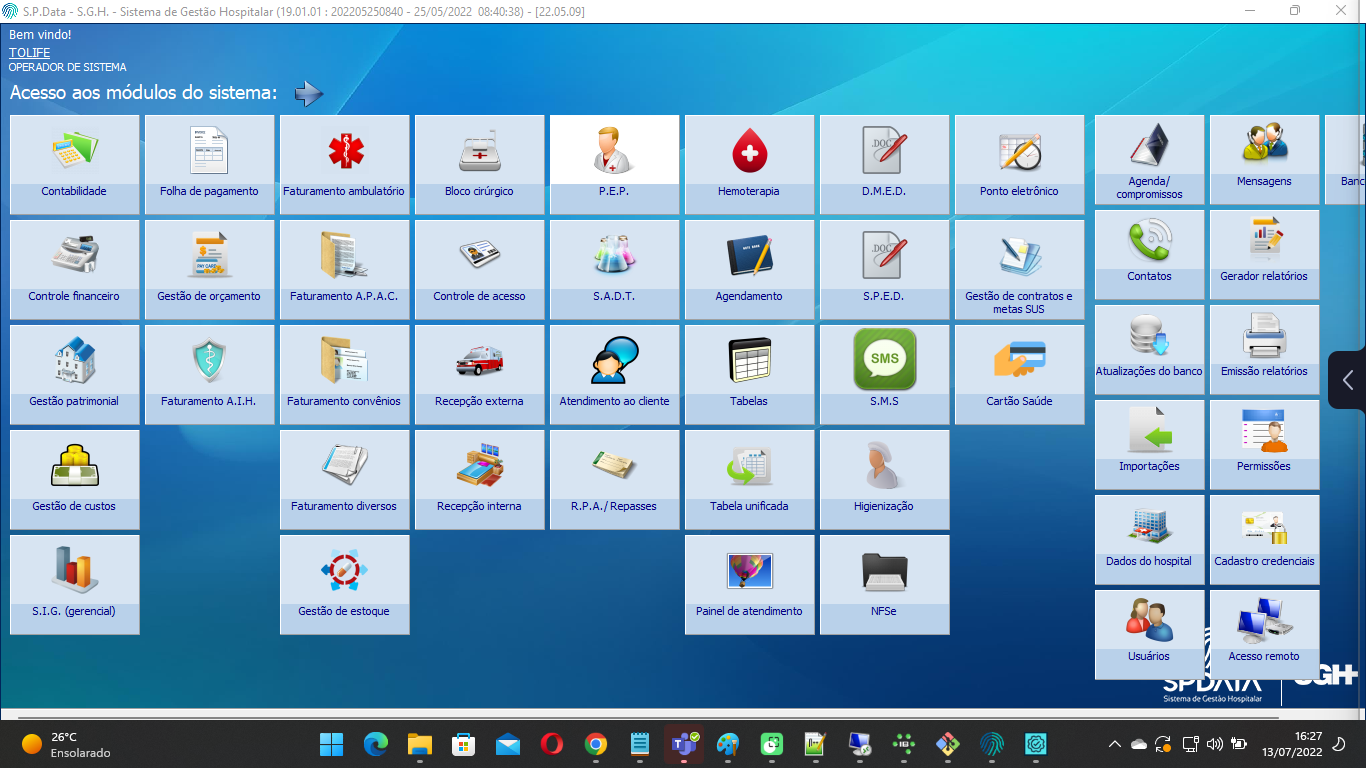 S.P.Data - S.G.H. - Sistema de Gestão Hospitalar (19.01.01 : 202205250840 - 25/05/2022 08:40:38) - [22.05.09]
Bem vindo!
TOLIFE
OPERADOR DE SISTEMA
Acesso aos módulos do sistema:
Contabilidade
Folha de pagamento
Faturamento ambulatório
Bloco cirúrgico
P.E.P.
Hemoterapia
.DOC
D.M.E.D.
Ponto eletrônico
Agenda/
compromissos
Mensagens
Banc
Controle financeiro
Gestão de orçamento
Faturamento A.P.A.C.
Controle de acesso
S.A.D.T.
Agendamento
.DOC
S.P.E.D.
Gestão de contratos e
metas SUS
Contatos
Gerador relatórios
Gestão patrimonial
Faturamento A.I.H.
Faturamento convênios
Recepção externa
Atendimento ao cliente
Tabelas
SMS
S.M.S
Cartão Saúde
Atualizações do banco
Emissão relatórios
Gestão de custos
Faturamento diversos
Recepção interna
R.P.A./ Repasses
Tabela unificada
Higienização
Importações
Permissões
S.I.G. (gerencial)
Gestão de estoque
Painel de atendimento
NFSe
Dados do hospital
Cadastro credenciais
Usuários
Acesso remoto
SPDATA
Sistema de Gestão Hospitalar
SGH
26°C
Ensolarado
16:27
13/07/2022